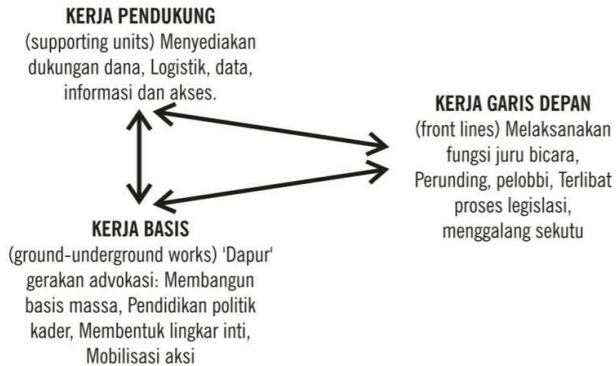 KERJA PENDUKUNG
(supporting units) Menyediakan
dukungan dana, Logistik, data,
informasi dan akses.
KERJA GARIS DEPAN
(front lines) Melaksanakan
fungsi juru bicara,
Perunding, pelobbi, Terlibat
proses legislasi,
menggalang sekutu
KERJA BASIS
(ground-underground works) 'Dapur'
gerakan advokasi: Membangun
basis massa, Pendidikan politik
kader, Membentuk lingkar inti,
Mobilisasi aksi